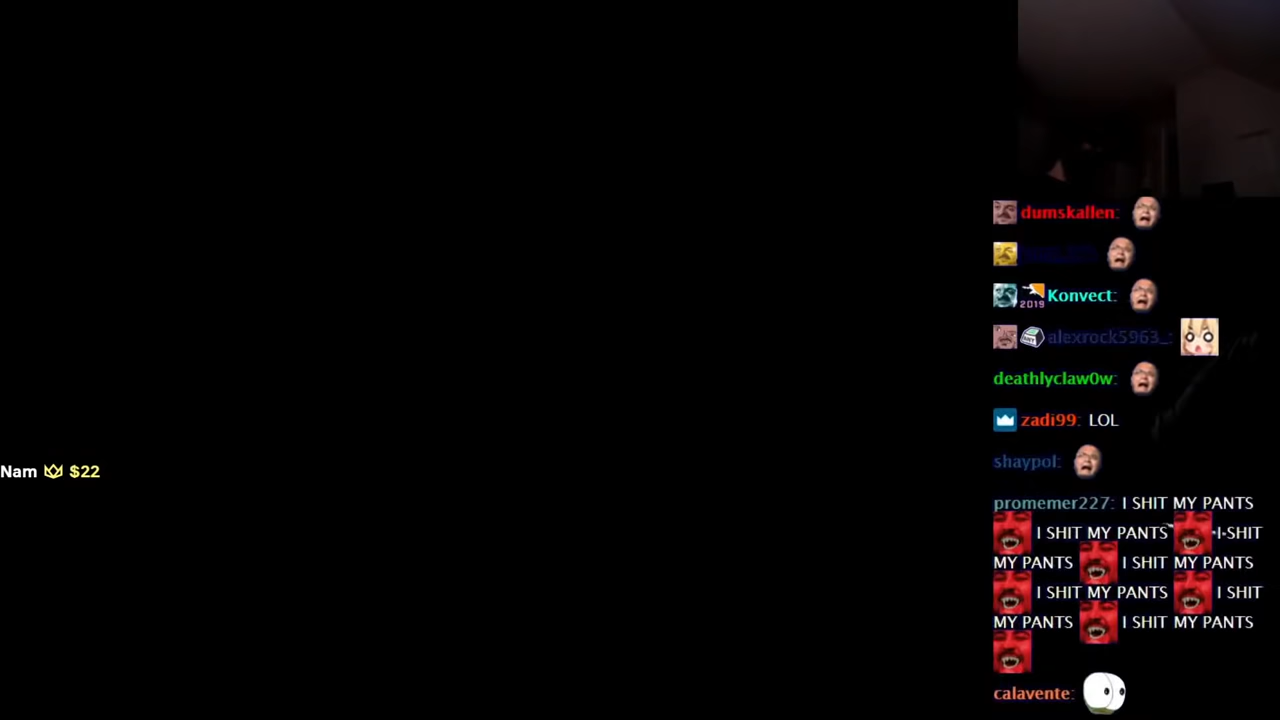 dumskallen:
2019 Konvect:
alexrock5963_:
deathlyclaw0w:
zadi99: LOL
Nam $22
shaypol:
promemer227: I SHIT MY PANTS
I SHIT MY PANTS I SHIT
MY PANTS I SHIT MY PANTS
I SHIT MY PANTS I SHIT
MY PANTS I SHIT MY PANTS
calavente: